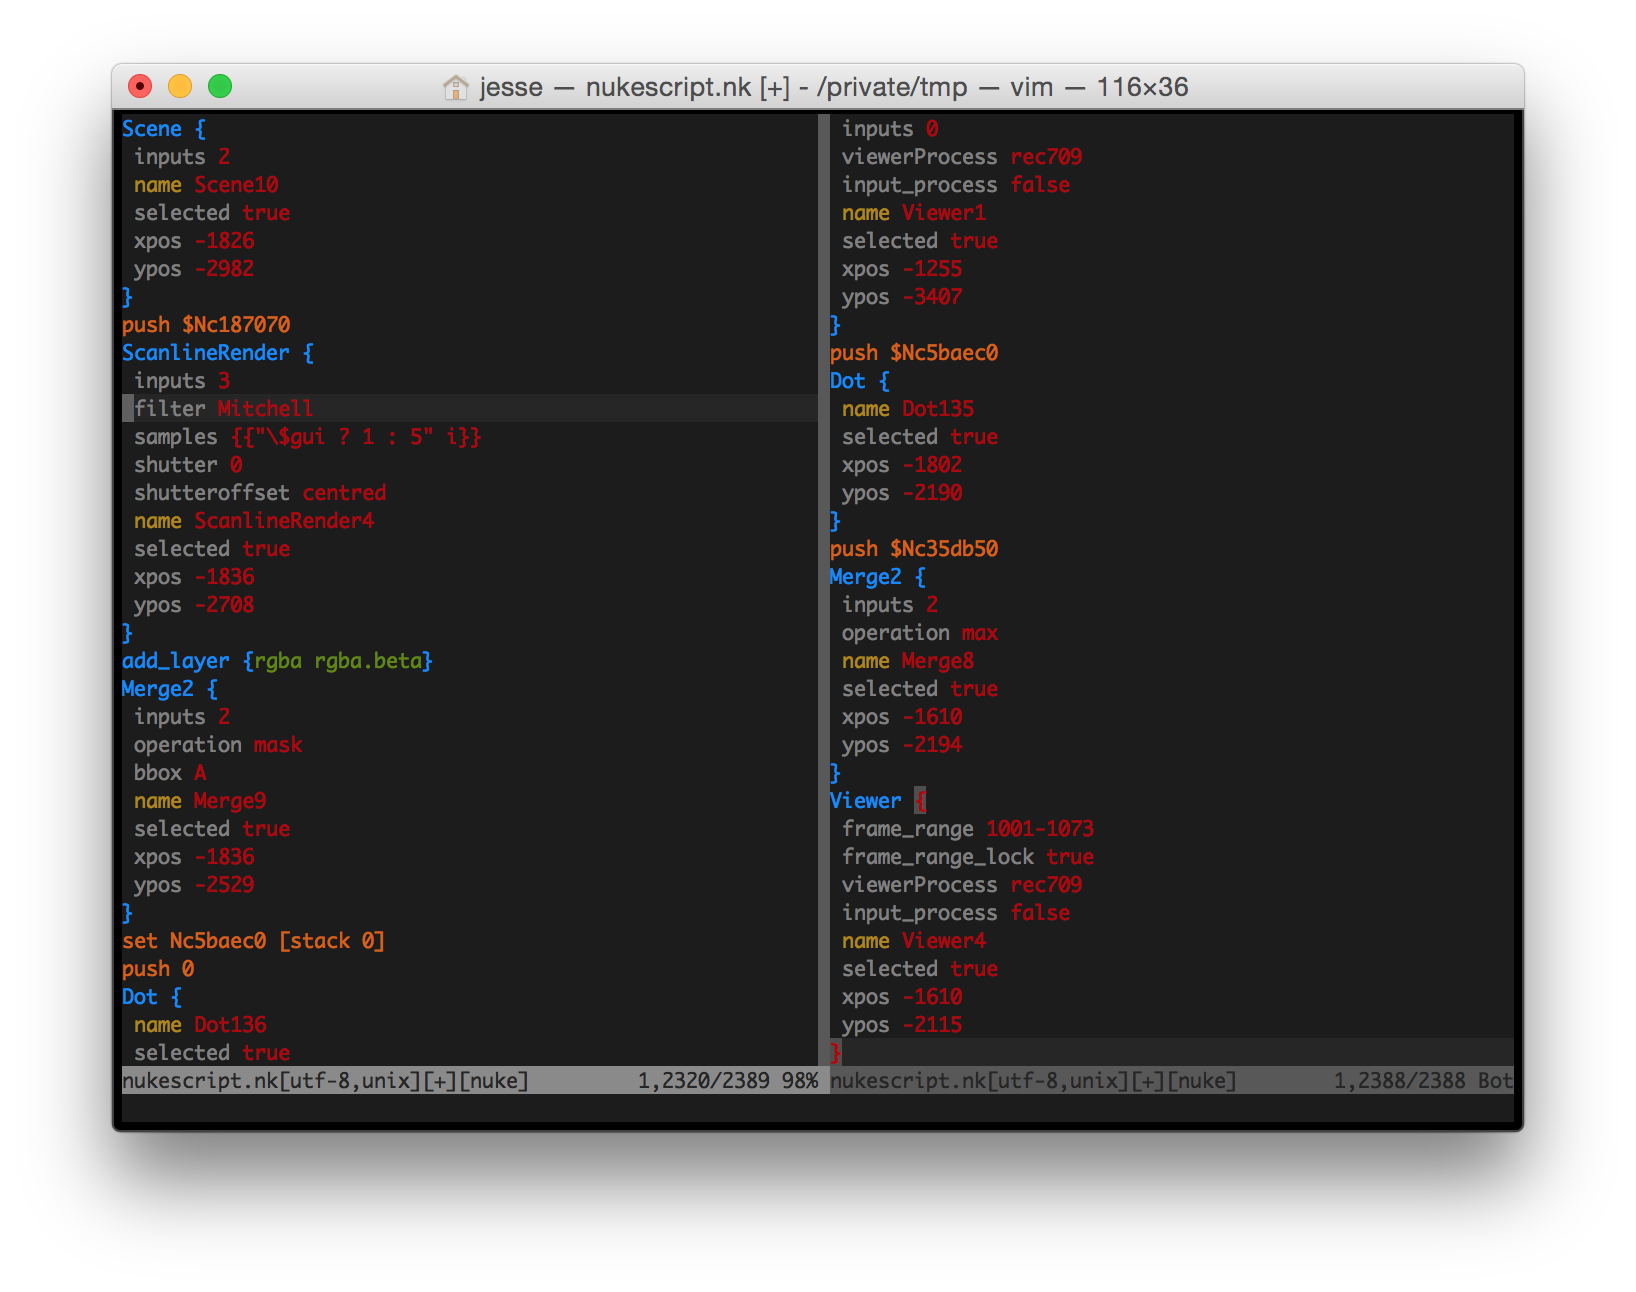 jesse — nukescript.nk [+] - /private/tmp — vim — 116×36
Scene {
 inputs 2
 name Scene10
 selected true
 xpos -1826
 ypos -2982
}
push $Nc187070
ScanlineRender {
 inputs 3
 filter Mitchell
 samples {{"\$gui ? 1 : 5" i}}
 shutter 0
 shutteroffset centred
 name ScanlineRender4
 selected true
 xpos -1836
 ypos -2708
}
add_layer {rgba rgba.beta}
Merge2 {
 inputs 2
 operation mask
 bbox A
 name Merge9
 selected true
 xpos -1836
 ypos -2529
}
set Nc5baec0 [stack 0]
push 0
Dot {
 name Dot136
 selected true
nukescript.nk[utf-8,unix][+][nuke] 1,2320/2389 98%
 inputs 0
 viewerProcess rec709
 input_process false
 name Viewer1
 selected true
 xpos -1255
 ypos -3407
}
push $Nc5baec0
Dot {
 name Dot135
 selected true
 xpos -1802
 ypos -2190
}
push $Nc35db50
Merge2 {
 inputs 2
 operation max
 name Merge8
 selected true
 xpos -1610
 ypos -2194
}
Viewer {
 frame_range 1001-1073
 frame_range_lock true
 viewerProcess rec709
 input_process false
 name Viewer4
 selected true
 xpos -1610
 ypos -2115
}
nukescript.nk[utf-8,unix][+][nuke] 1,2388/2388 Bot